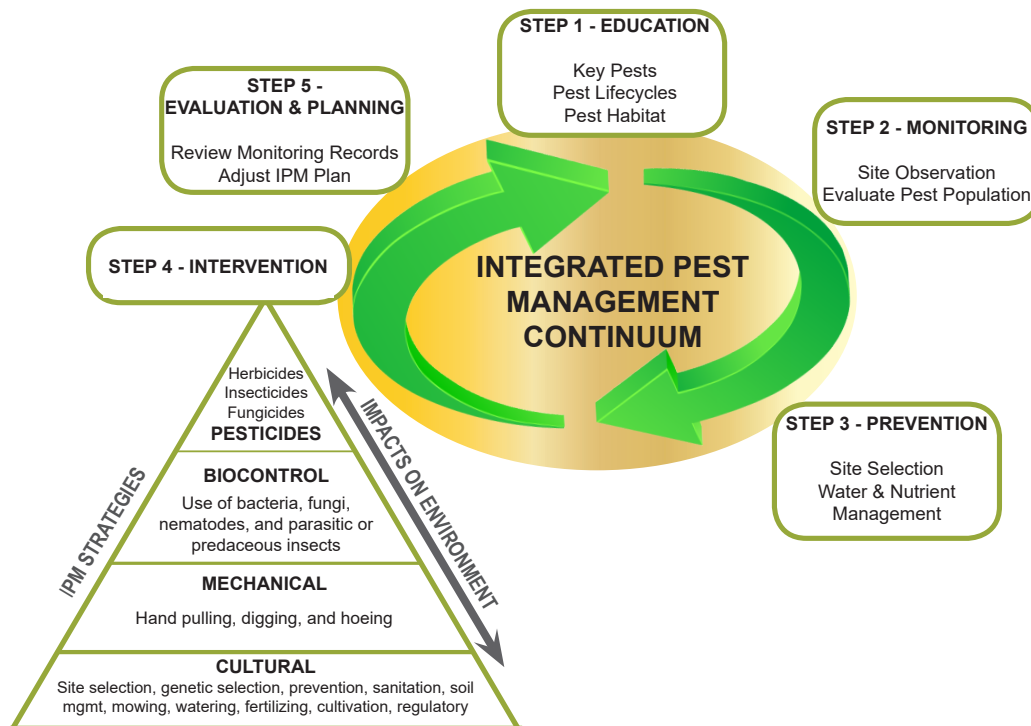 STEP 1 - EDUCATION
Key Pests
Pest Lifecycles
Pest Habitat
STEP 2 - MONITORING
Site Observation
Evaluate Pest Population
STEP 3 - PREVENTION
Site Selection
Water & Nutrient
Management
STEP 4 - INTERVENTION
STEP 5 -
EVALUATION & PLANNING
Review Monitoring Records
Adjust IPM Plan
INTEGRATED PEST
MANAGEMENT
CONTINUUM
Herbicides
Insecticides
Fungicides
PESTICIDES
BIOCONTROL
Use of bacteria, fungi,
nematodes, and parasitic or
predaceous insects
MECHANICAL
Hand pulling, digging, and hoeing
CULTURAL
Site selection, genetic selection, prevention, sanitation, soil
mgmt, mowing, watering, fertilizing, cultivation, regulatory
IPM STRATEGIES
IMPACTS ON ENVIRONMENT